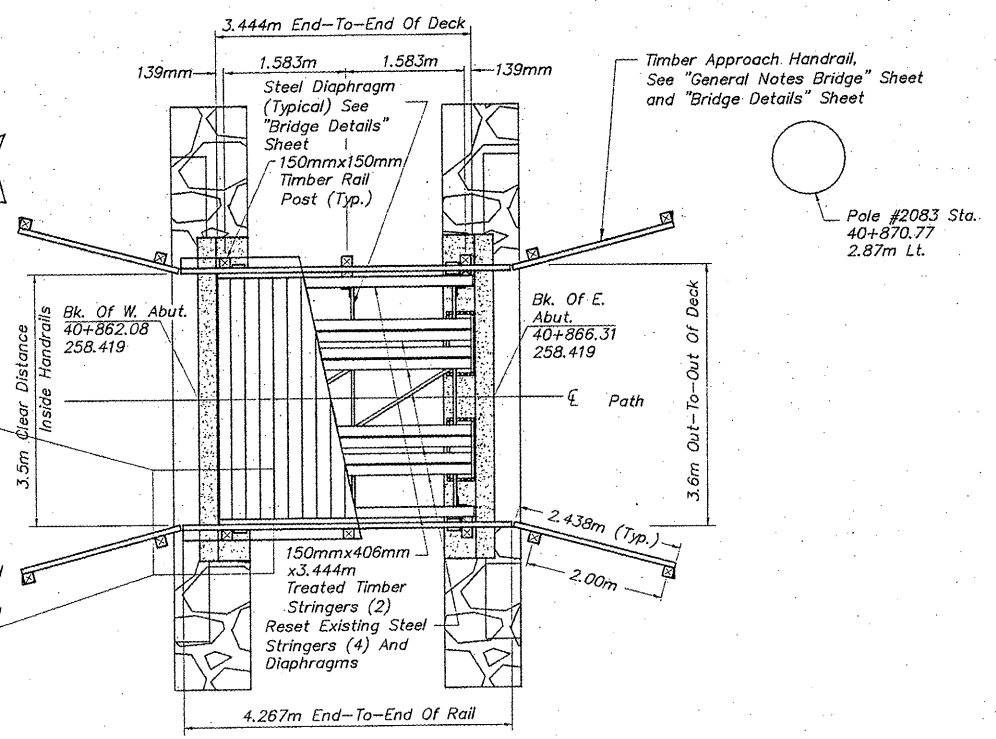 3.444m End-To-End Of Deck
139mm
1.583m
1.583m
139mm
Steel Diaphragm
(Typical) See
"Bridge Details"
Sheet
150mmx150mm
Timber Rail
Post (Typ.)
Timber Approach Handrail,
See "General Notes Bridge" Sheet
and "Bridge Details" Sheet
Pole #2083 Sta.
40+870.77
2.87m Lt.
Bk. Of W. Abut.
40+862.08
258.419
Bk. Of E.
Abut.
40+866.31
258.419
3.5m Clear Distance
Inside Handrails
℄ Path
3.6m Out-To-Out Of Deck
2.438m (Typ.)
2.00m
150mmx406mm
x3.444m
Treated Timber
Stringers (2)
Reset Existing Steel
Stringers (4) And
Diaphragms
4.267m End-To-End Of Rail